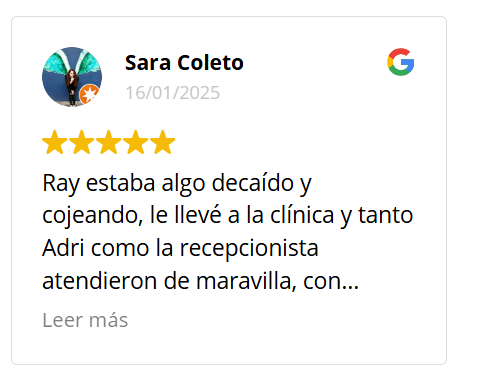 Sara Coleto
16/01/2025
Ray estaba algo decaído y
cojeando, le llevé a la clínica y tanto
Adri como la recepcionista
atendieron de maravilla, con...
Leer más